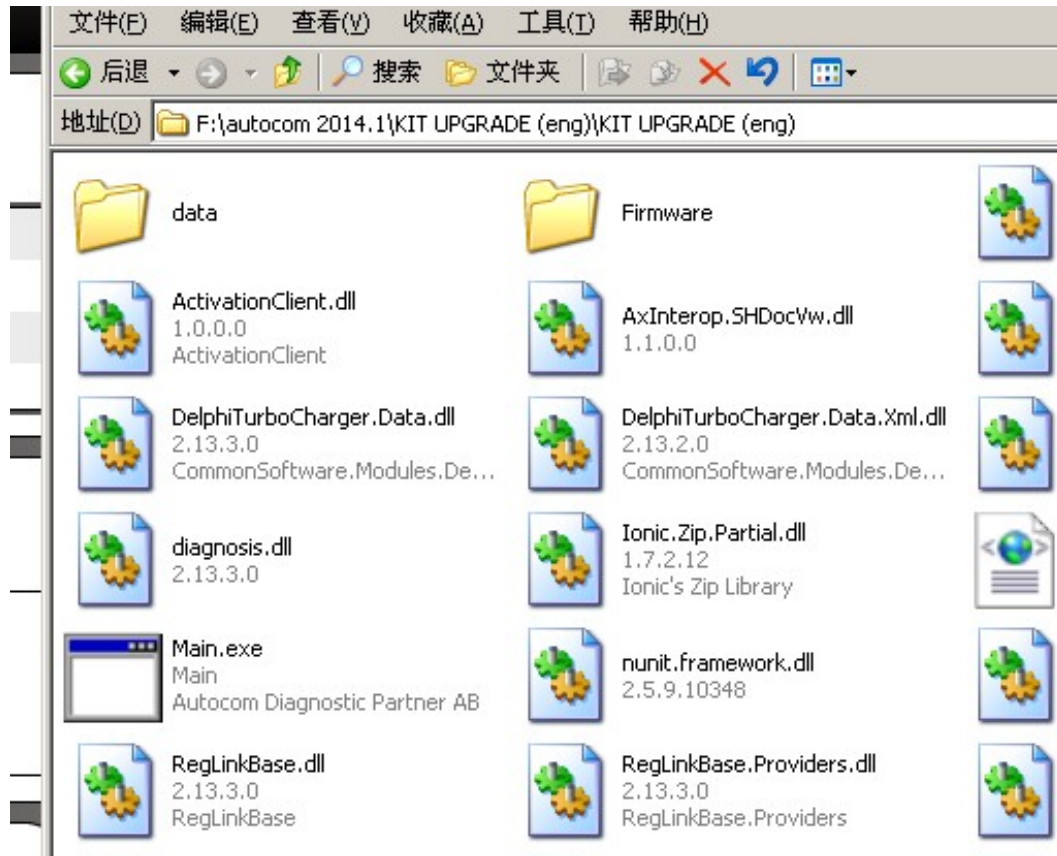 文件(F) 编辑(E) 查看(V) 收藏(A) 工具(T) 帮助(H)
后退 搜索 文件夹
地址(D) F:\autocom 2014.1\KIT UPGRADE (eng)\KIT UPGRADE (eng)
data
Firmware
ActivationClient.dll
1.0.0.0
ActivationClient
AxInterop.SHDocVw.dll
1.1.0.0
DelphiTurboCharger.Data.dll
2.13.3.0
CommonSoftware.Modules.De...
DelphiTurboCharger.Data.Xml.dll
2.13.2.0
CommonSoftware.Modules.De...
diagnosis.dll
2.13.3.0
Ionic.Zip.Partial.dll
1.7.2.12
Ionic's Zip Library
Main.exe
Main
Autocom Diagnostic Partner AB
nunit.framework.dll
2.5.9.10348
RegLinkBase.dll
2.13.3.0
RegLinkBase
RegLinkBase.Providers.dll
2.13.3.0
RegLinkBase.Providers